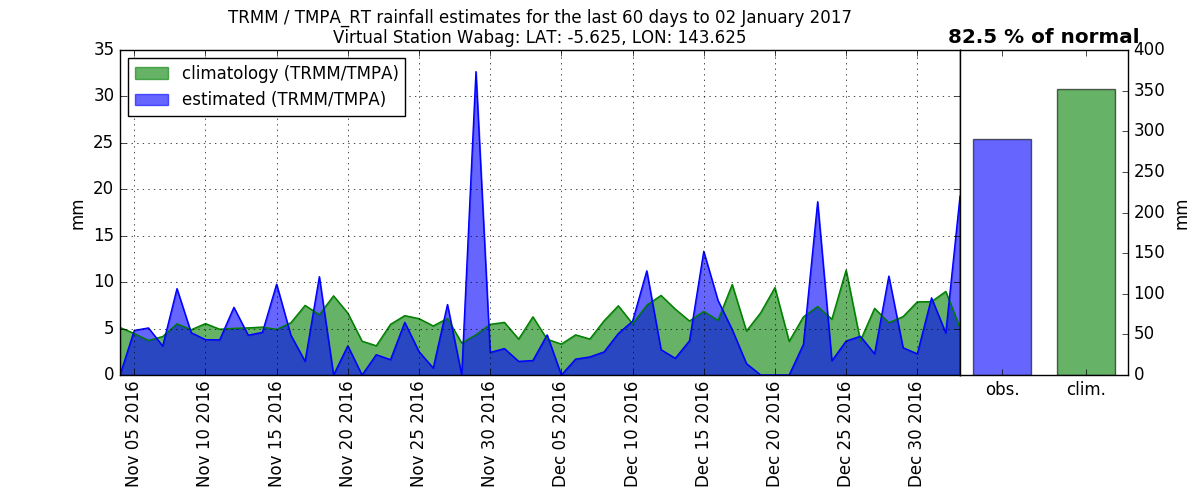 TRMM / TMPA_RT rainfall estimates for the last 60 days to 02 January 2017
Virtual Station Wabag: LAT: -5.625, LON: 143.625
82.5 % of normal
climatology (TRMM/TMPA)
estimated (TRMM/TMPA)
35
30
25
20
15
10
5
0
mm
Nov 05 2016
Nov 10 2016
Nov 15 2016
Nov 20 2016
Nov 25 2016
Nov 30 2016
Dec 05 2016
Dec 10 2016
Dec 15 2016
Dec 20 2016
Dec 25 2016
Dec 30 2016
obs.
clim.
400
350
300
250
200
150
100
50
0
mm